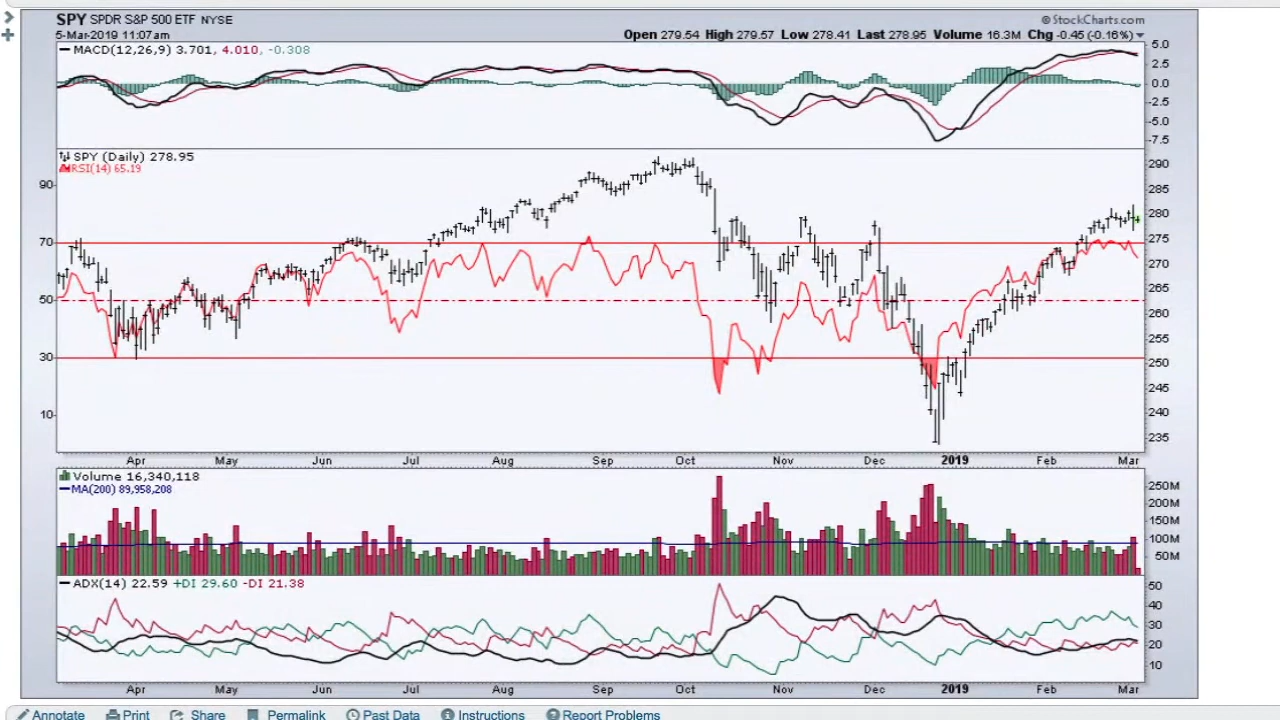 SPY SPDR S&P 500 ETF NYSE
© StockCharts.com
5-Mar-2019 11:07am
Open 279.54 High 279.57 Low 278.41 Last 278.95 Volume 16.3M Chg -0.45 (-0.16%)
MACD(12,26,9) 3.701, 4.010, -0.308
5.0
2.5
0.0
-2.5
-5.0
-7.5
SPY (Daily) 278.95
RSI(14) 65.19
90
70
50
30
10
290
285
280
275
270
265
260
255
250
245
240
235
Apr May Jun Jul Aug Sep Oct Nov Dec 2019 Feb Mar
Volume 16,340,118
MA(200) 89,958,208
250M
200M
150M
100M
50M
ADX(14) 22.59 +DI 29.60 -DI 21.38
50
40
30
20
10
Apr May Jun Jul Aug Sep Oct Nov Dec 2019 Feb Mar
Annotate Print Share Permalink Past Data Instructions Report Problems